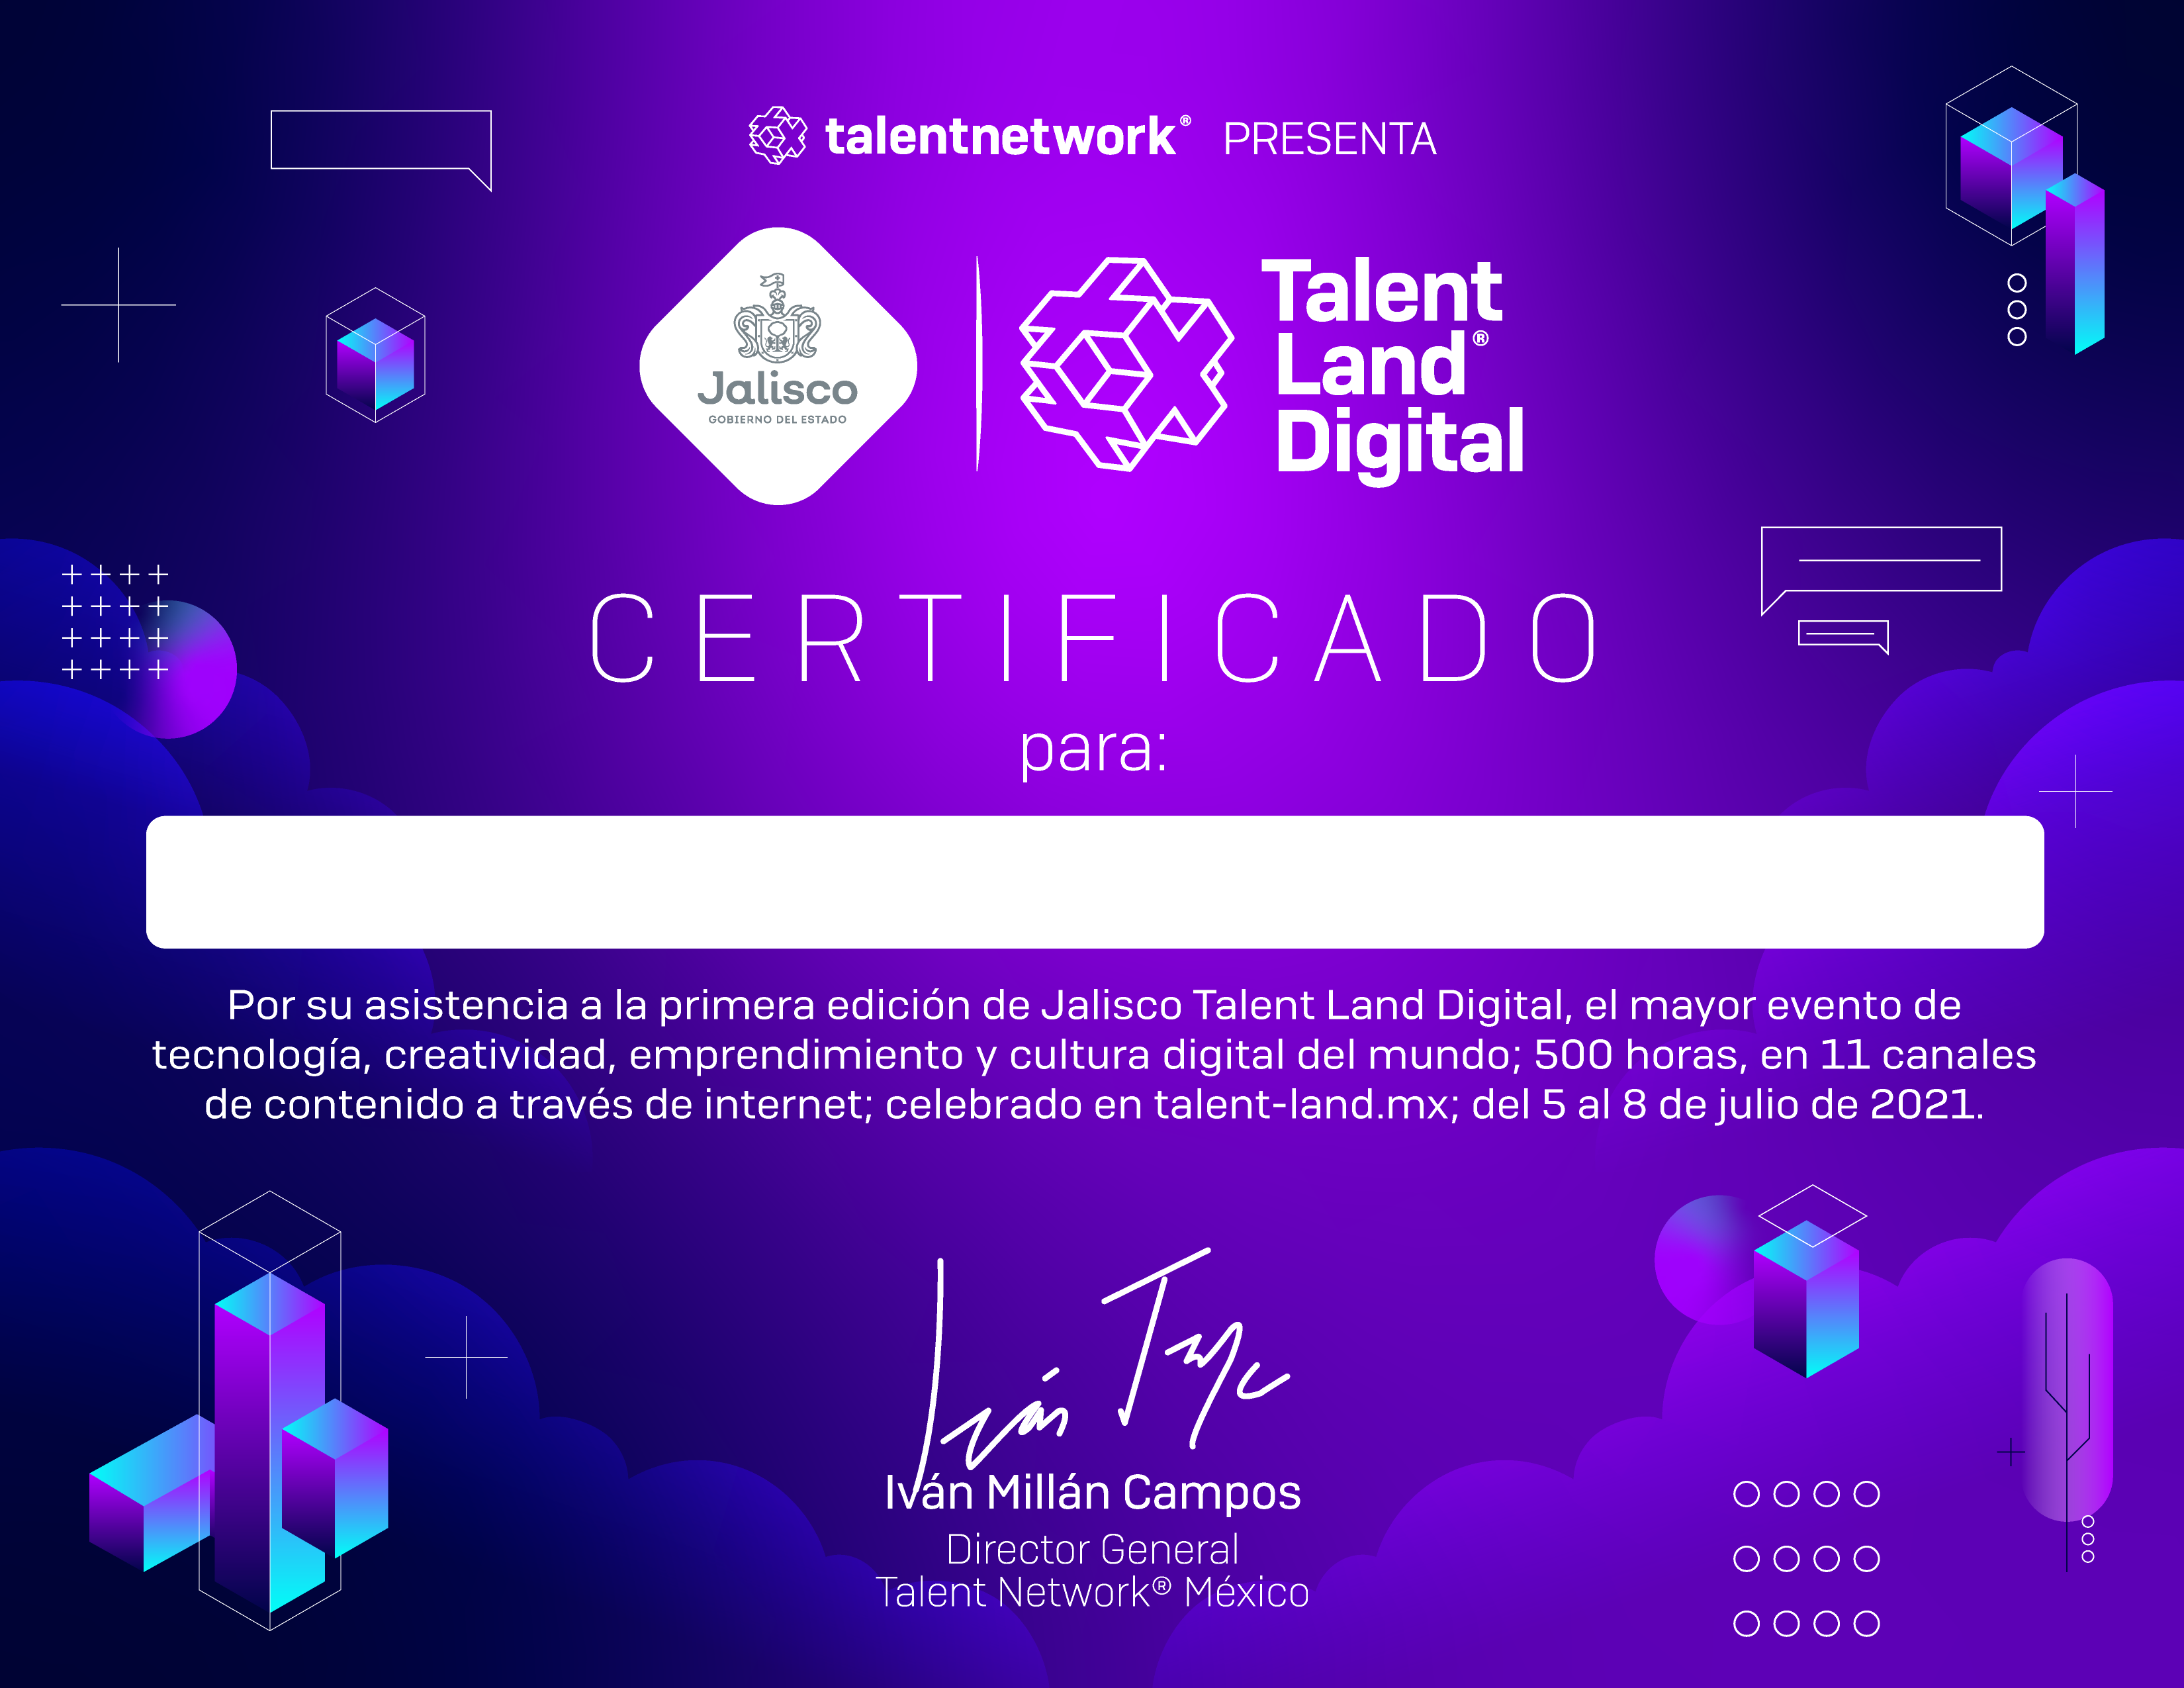 talentnetwork® PRESENTA
Jalisco
GOBIERNO DEL ESTADO
Talent
Land®
Digital
CERTIFICADO
para:
Por su asistencia a la primera edición de Jalisco Talent Land Digital, el mayor evento de
tecnología, creatividad, emprendimiento y cultura digital del mundo; 500 horas, en 11 canales
de contenido a través de internet; celebrado en talent-land.mx; del 5 al 8 de julio de 2021.
Iván Millán Campos
Director General
Talent Network® México